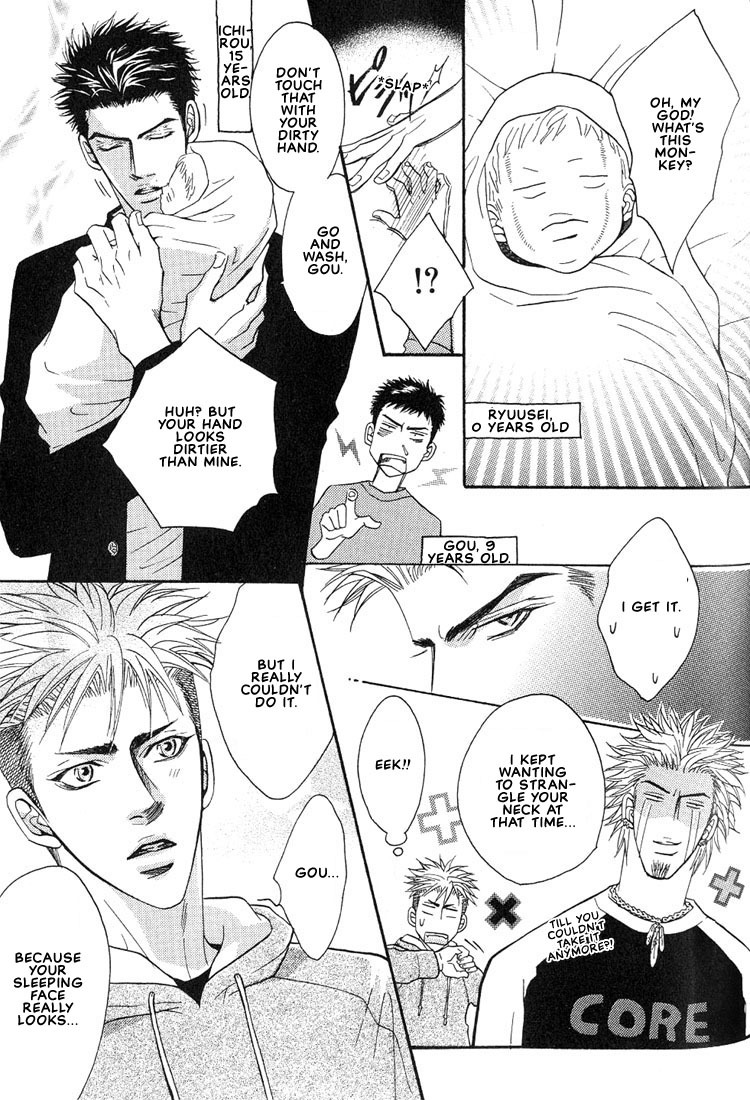 OH, MY
GOD!
WHAT'S
THIS
MON-
KEY?
RYUUSEI,
0 YEARS OLD
*SLAP*
!?
DON'T
TOUCH
THAT
WITH
YOUR
DIRTY
HAND.
GO
AND
WASH,
GOU.
ICHI-
ROU,
15
YE-
ARS
OLD
HUH? BUT
YOUR HAND
LOOKS
DIRTIER
THAN MINE.
GOU, 9
YEARS OLD.
I GET IT.
I KEPT
WANTING
TO STRAN-
GLE YOUR
NECK AT
THAT TIME...
EEK!!
TILL YOU
COULDN'T
TAKE IT
ANYMORE?!
CORE
BUT I
REALLY
COULDN'T
DO IT.
GOU...
BECAUSE
YOUR
SLEEPING
FACE
REALLY
LOOKS...